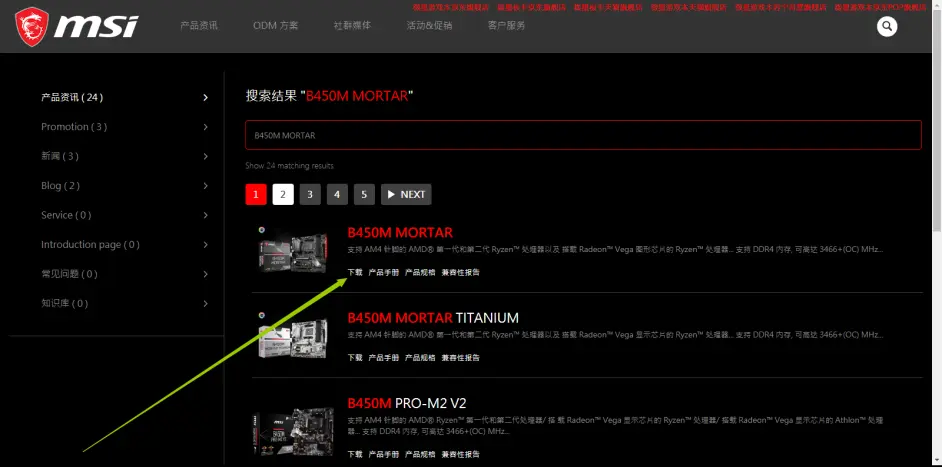 msi
产品资讯 ODM 方案 社群媒体 活动&促销 客户服务
产品资讯 ( 24 )
Promotion ( 3 )
新闻 ( 3 )
Blog ( 2 )
Service ( 0 )
Introduction page ( 0 )
常见问题 ( 0 )
知识库 ( 0 )
搜索结果 "B450M MORTAR"
B450M MORTAR
Show 24 matching results.
1 2 3 4 5 ▶ NEXT
B450M MORTAR
支持 AM4 针脚的 AMD® 第一代和第二代 Ryzen™ 处理器以及 搭载 Radeon™ Vega 图形芯片的 Ryzen™ 处理器... 支持 DDR4 内存, 可高达 3466+(OC) MHz...
下载 产品手册 产品规格 兼容性报告
B450M MORTAR TITANIUM
支持 AM4 针脚的 AMD® 第一代和第二代 Ryzen™ 处理器以及 搭载 Radeon™ Vega 显示芯片的 Ryzen™ 处理器... 支持 DDR4 内存, 可高达 3466+(OC) MHz...
下载 产品手册 产品规格 兼容性报告
B450M PRO-M2 V2
支持 AM4 针脚的 AMD® Ryzen™ 第一代和第二代处理器/ 搭 载 Radeon™ Vega 显示芯片的 Ryzen™ 处理器/ 搭载 Radeon™ Vega 显示芯片的 Athlon™ 处理
器... 支持 DDR4 内存, 可高达 3466+(OC) MHz...
下载 产品手册 产品规格 兼容性报告